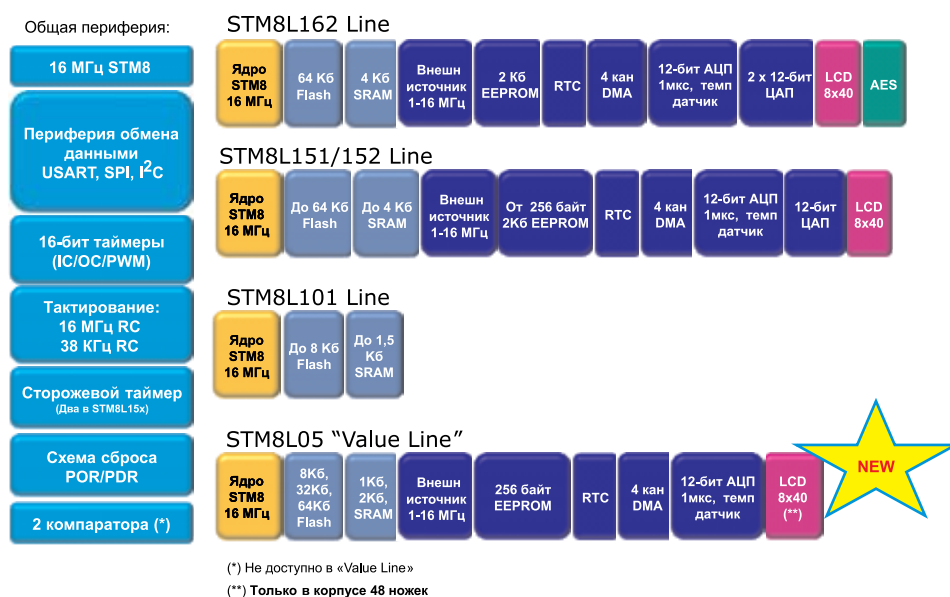 Общая периферия:
16 МГц STM8
Периферия обмена
данными
USART, SPI, I²C
16-бит таймеры
(IC/OC/PWM)
Тактирование:
16 МГц RC
38 КГц RC
Сторожевой таймер
(Два в STM8L15x)
Схема сброса
POR/PDR
2 компаратора (*)
STM8L162 Line
Ядро
STM8
16 МГц
64 Кб
Flash
4 Кб
SRAM
Внешн
источник
1-16 МГц
2 Кб
EEPROM
RTC
4 кан
DMA
12-бит АЦП
1мкс, темп
датчик
2 x 12-бит
ЦАП
LCD
8x40
AES
STM8L151/152 Line
Ядро
STM8
16 МГц
До 64 Кб
Flash
До 4 Кб
SRAM
Внешн
источник
1-16 МГц
От 256 байт
2Кб EEPROM
RTC
4 кан
DMA
12-бит АЦП
1мкс, темп
датчик
12-бит
ЦАП
LCD
8x40
STM8L101 Line
Ядро
STM8
16 МГц
До 8 Кб
Flash
До 1,5
Кб
SRAM
STM8L05 “Value Line”
Ядро
STM8
16 МГц
8Кб,
32Кб,
64Кб
Flash
1Кб,
2Кб,
SRAM
Внешн
источник
1-16 МГц
256 байт
EEPROM
RTC
4 кан
DMA
12-бит АЦП
1мкс, темп
датчик
LCD
8x40
(**)
NEW
(*) Не доступно в «Value Line»
(**) Только в корпусе 48 ножек